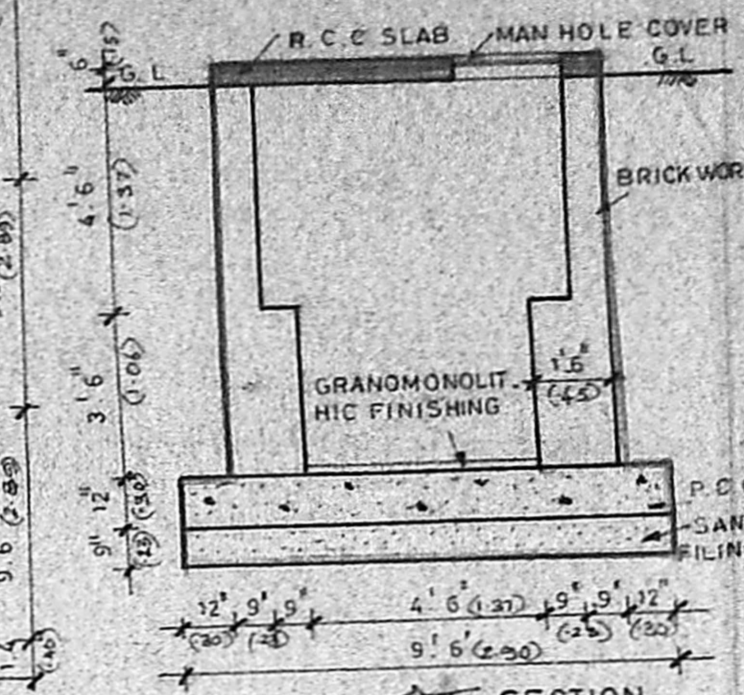 R.C.C SLAB
MAN HOLE COVER
G.L
G.L
6"
(.15)
4' 6"
(1.37)
BRICK WOR
3' 6"
(1.06)
1' 6"
(.45)
GRANOMONOLIT-
HIC FINISHING
12"
(.30)
P.C
9"
(.23)
SAN
FILIN
12" 9" 9" 4' 6" (1.37) 9" 9" 12"
(.30) (.23) (.23) (.30)
9' 6" (2.90)
SECTION